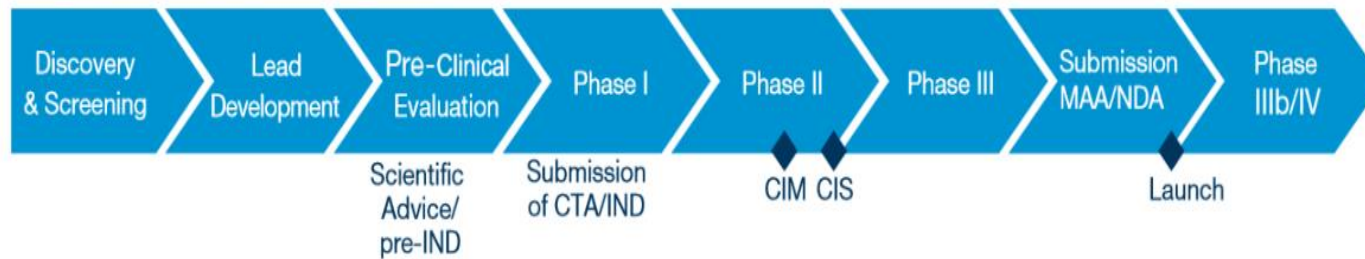 Discovery
& Screening
Lead
Development
Pre-Clinical
Evaluation
Phase I
Phase II
Phase III
Submission
MAA/NDA
Phase
IIIb/IV
Scientific
Advice/
pre-IND
Submission
of CTA/IND
CIM CIS
Launch